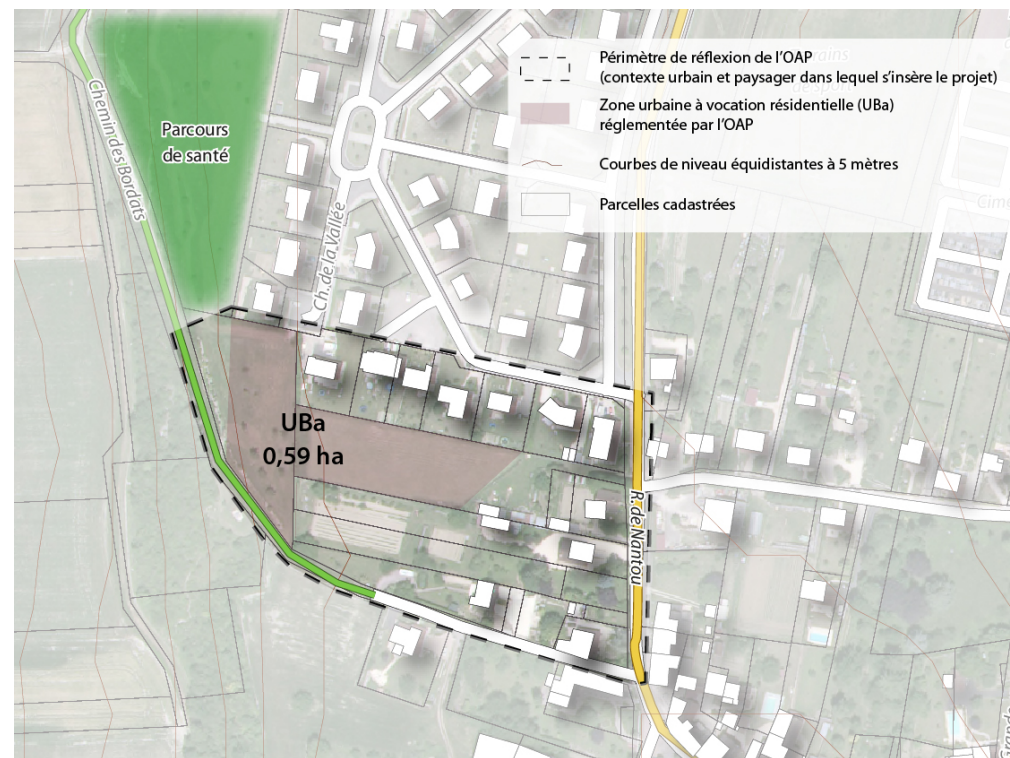 Périmètre de réflexion de l'OAP
(contexte urbain et paysager dans lequel s'insère le projet)
Zone urbaine à vocation résidentielle (UBa)
réglementée par l'OAP
Courbes de niveau équidistantes à 5 mètres
Parcelles cadastrées
Parcours
de santé
Chemin des Bordats
Ch. de la Vallée
UBa
0,59 ha
R. de Nantou
de sport